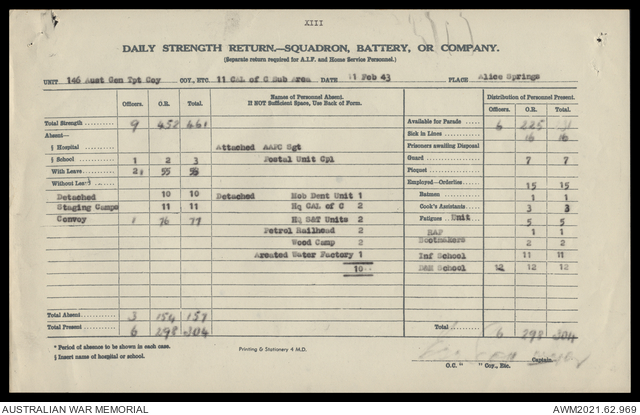 XIII
DAILY STRENGTH RETURN.—SQUADRON, BATTERY, OR COMPANY.
(Separate return required for A.I.F. and Home Service Personnel.)
UNIT 146 Aust Gen Tpt Coy COY., ETC. 11 CAL of C Sub Area DATE 11 Feb 43 PLACE Alice Springs
Officers. O.R. Total. Names of Personnel Absent. If NOT Sufficient Space, Use Back of Form. Distribution of Personnel Present. Officers. O.R. Total.
Total Strength 9 452 461 Available for Parade 6 225
Absent— Sick in Lines 16 16
§ Hospital Attached AAPC Sgt Prisoners awaiting Disposal
§ School 1 2 3 Postal Unit Cpl Guard 7 7
With Leave 2 55 Picquet
Without Leave Employed—Orderlies 15 15
Detached 10 10 Detached Mob Dent Unit 1 Batmen 1 1
Staging Camps 11 11 Hq CAL of C 2 Cook's Assistants 3 3
Convoy 1 76 77 Hq S&T Units 2 Fatigues Unit 5 5
Petrol Railhead 2 RAP 1 1
Wood Camp 2 Bootmakers 2 2
Areated Water Factory 1 Inf School 11 11
10 D&M School 12 12 12
Total Absent 3 154 157
Total Present 6 298 304 Total 6 298 304
* Period of absence to be shown in each case.
§ Insert name of hospital or school.
Printing & Stationery 4 M.D.
Captain
O.C. " " Coy., Etc.
AUSTRALIAN WAR MEMORIAL AWM2021.62.969